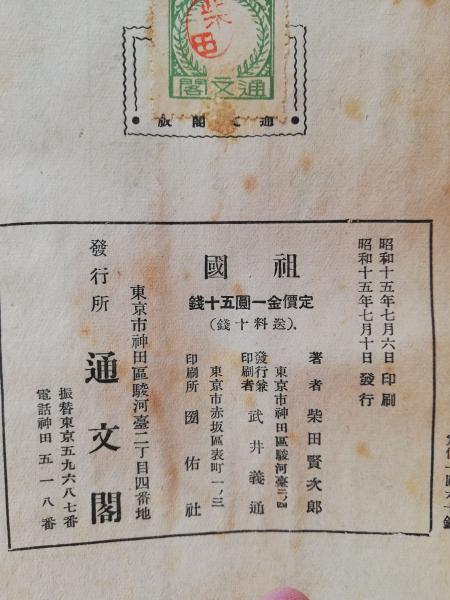 柴田
通文閣
通文閣版
昭和十五年七月六日印刷
昭和十五年七月十日發行
祖國
定價金一圓五十錢
(送料十錢)
著者 柴田賢次郎
東京市神田區駿河臺二ノ四
發行兼印刷者 武井義通
東京市赤坂區表町一ノ三
印刷所 圀佑社
發行所
東京市神田區駿河臺二丁目四番地
通文閣
振替東京五九六八七番
電話神田五一八番